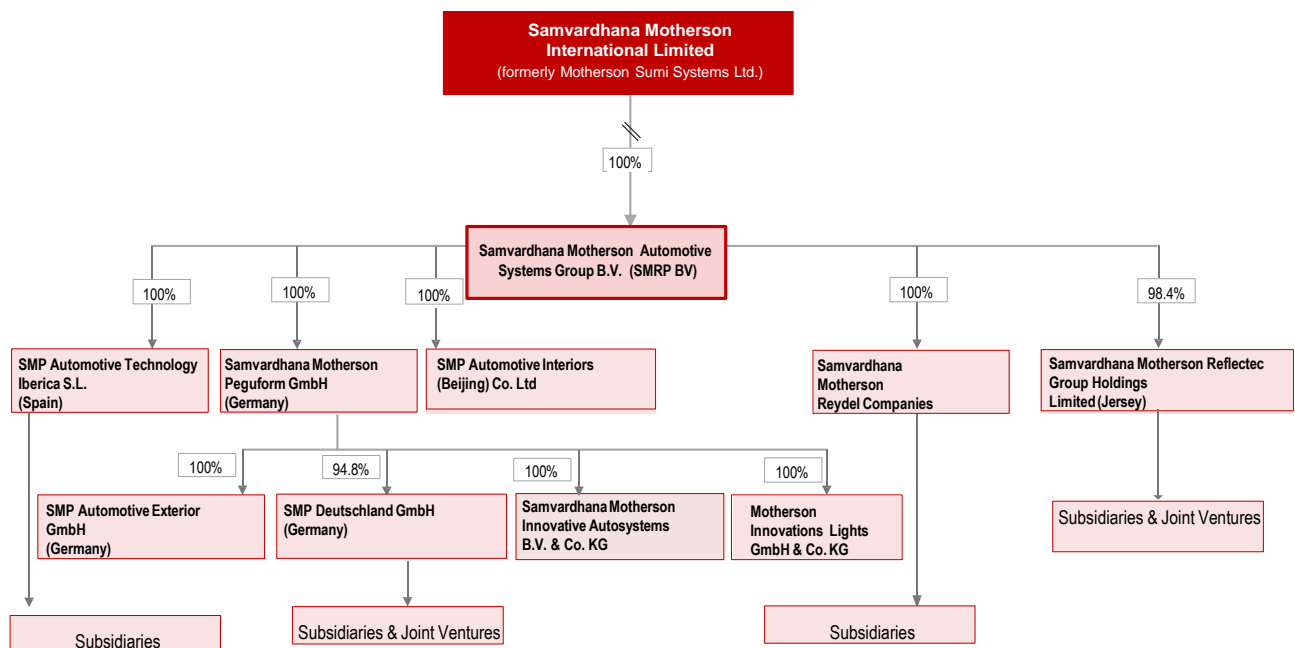 Samvardhana Motherson
International Limited
(formerly Motherson Sumi Systems Ltd.)
100%
Samvardhana Motherson Automotive
Systems Group B.V. (SMRP BV)
100%
100%
100%
100%
98.4%
SMP Automotive Technology
Iberica S.L.
(Spain)
Samvardhana Motherson
Peguform GmbH
(Germany)
SMP Automotive Interiors
(Beijing) Co. Ltd
Samvardhana
Motherson
Reydel Companies
Samvardhana Motherson Reflectec
Group Holdings
Limited (Jersey)
100%
94.8%
100%
100%
SMP Automotive Exterior
GmbH
(Germany)
SMP Deutschland GmbH
(Germany)
Samvardhana Motherson
Innovative Autosystems
B.V. & Co. KG
Motherson
Innovations Lights
GmbH & Co. KG
Subsidiaries & Joint Ventures
Subsidiaries
Subsidiaries & Joint Ventures
Subsidiaries